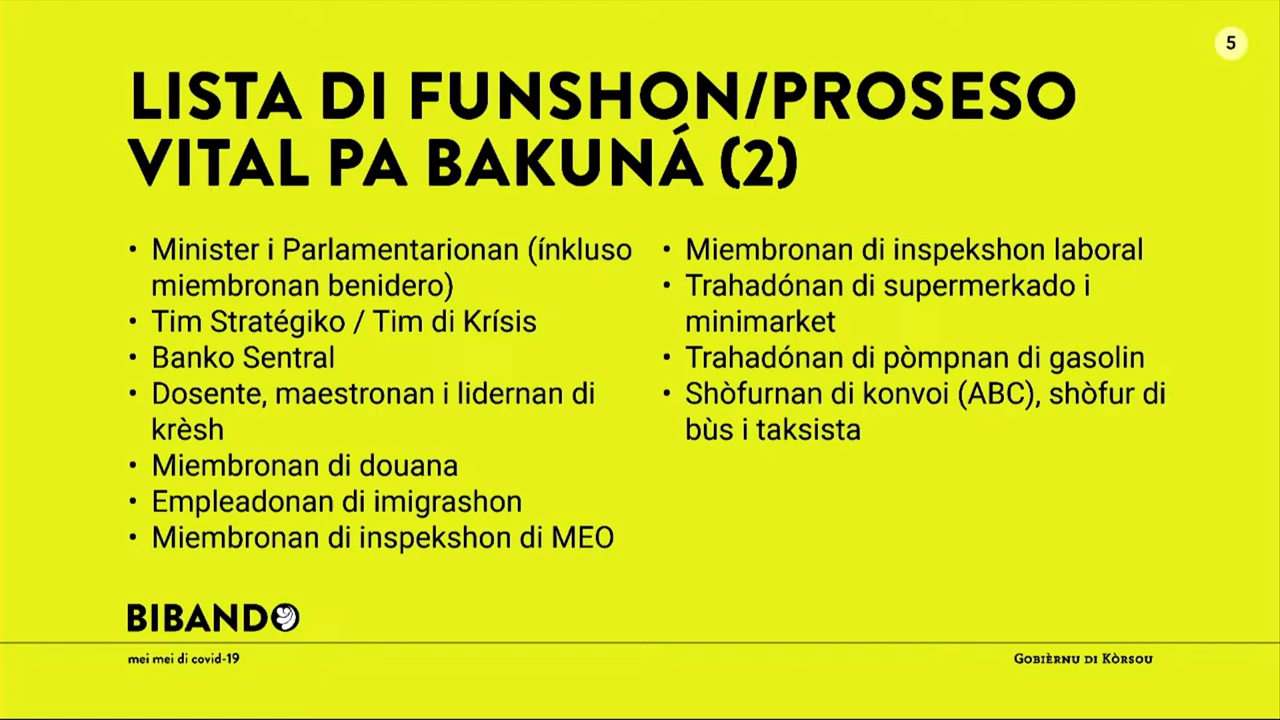 5
LISTA DI FUNSHON/PROSESO
VITAL PA BAKUNÁ (2)
• Minister i Parlamentarionan (ínkluso
miembronan benidero)
• Tim Stratégiko / Tim di Krísis
• Banko Sentral
• Dosente, maestronan i lidernan di
krèsh
• Miembronan di douana
• Empleadonan di imigrashon
• Miembronan di inspekshon di MEO
• Miembronan di inspekshon laboral
• Trahadónan di supermerkado i
minimarket
• Trahadónan di pòmpnan di gasolin
• Shòfurnan di konvoi (ABC), shòfur di
bùs i taksista
BIBANDO
mei mei di covid-19
Gobièrnu di Kòrsou